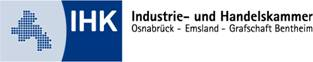 IHK
Industrie- und Handelskammer
Osnabrück - Emsland - Grafschaft Bentheim